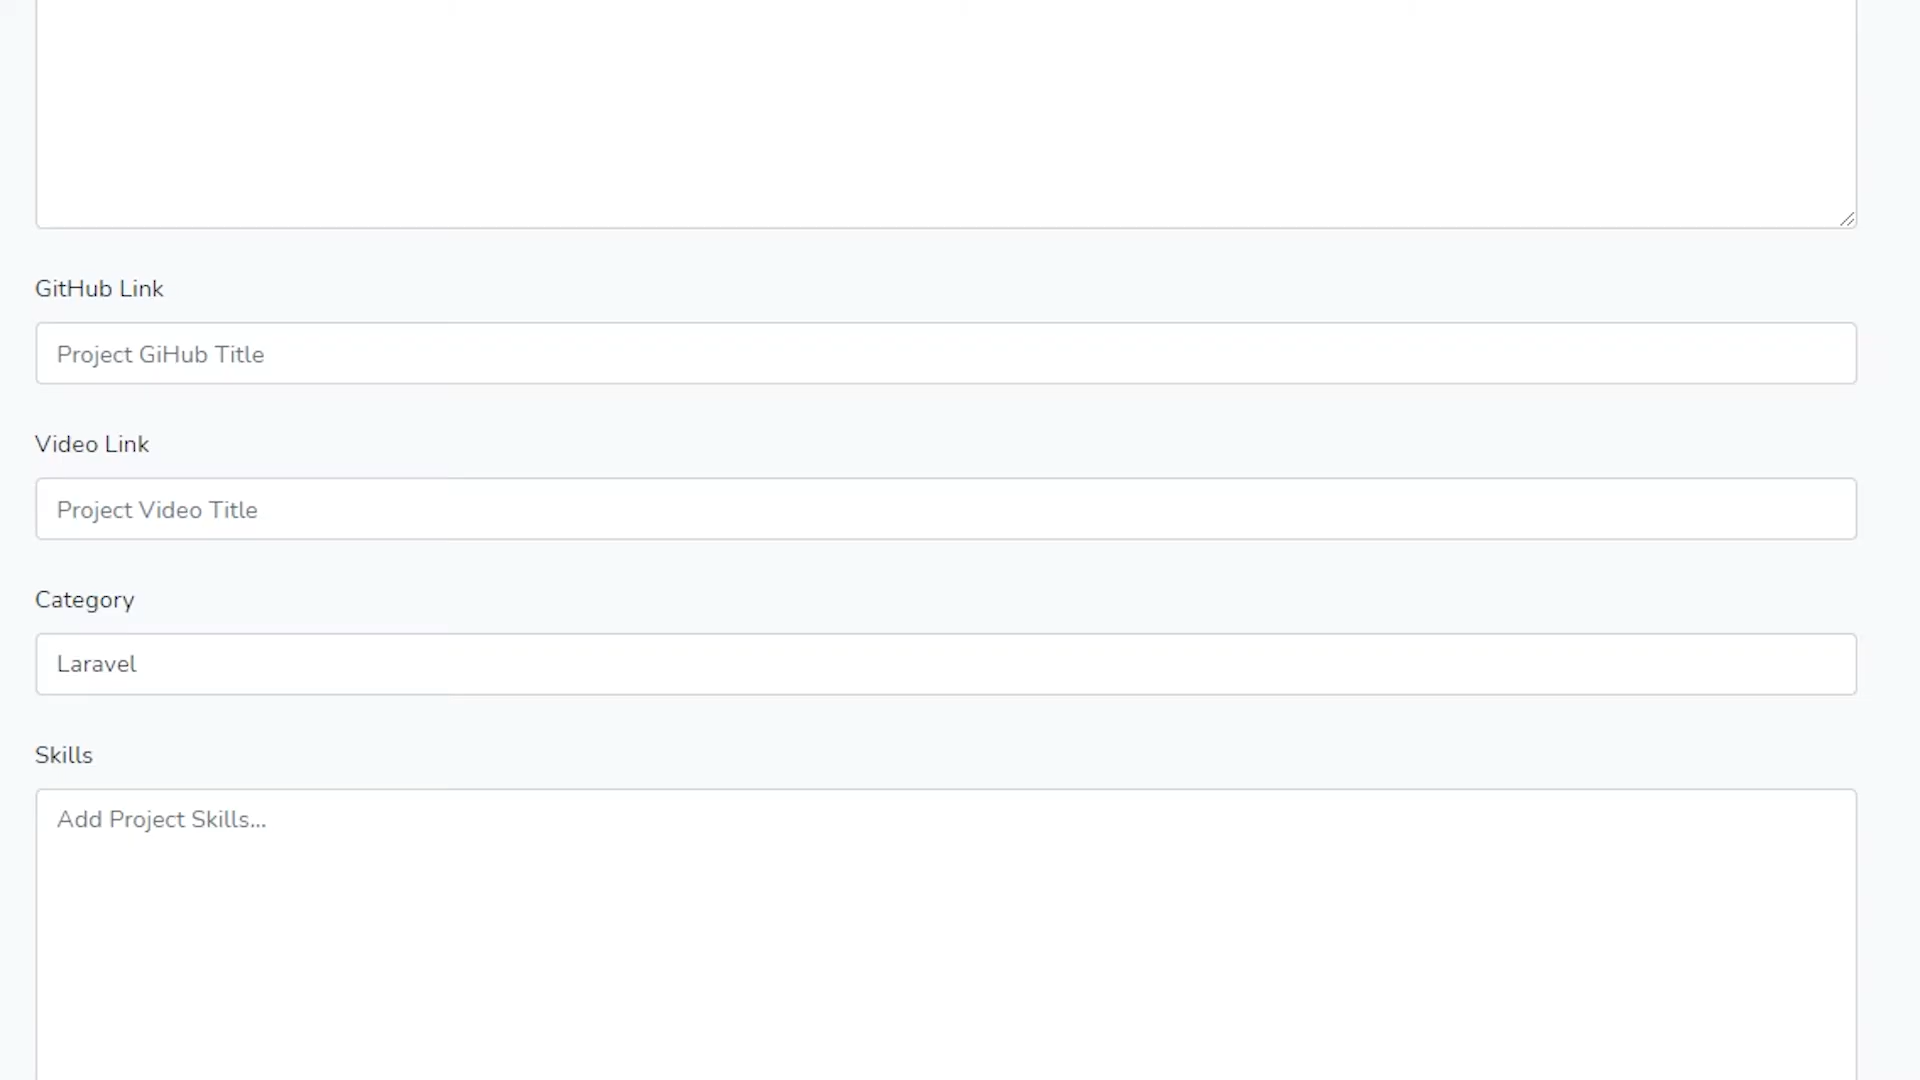 GitHub Link
Project GiHub Title
Video Link
Project Video Title
Category
Laravel
Skills
Add Project Skills...